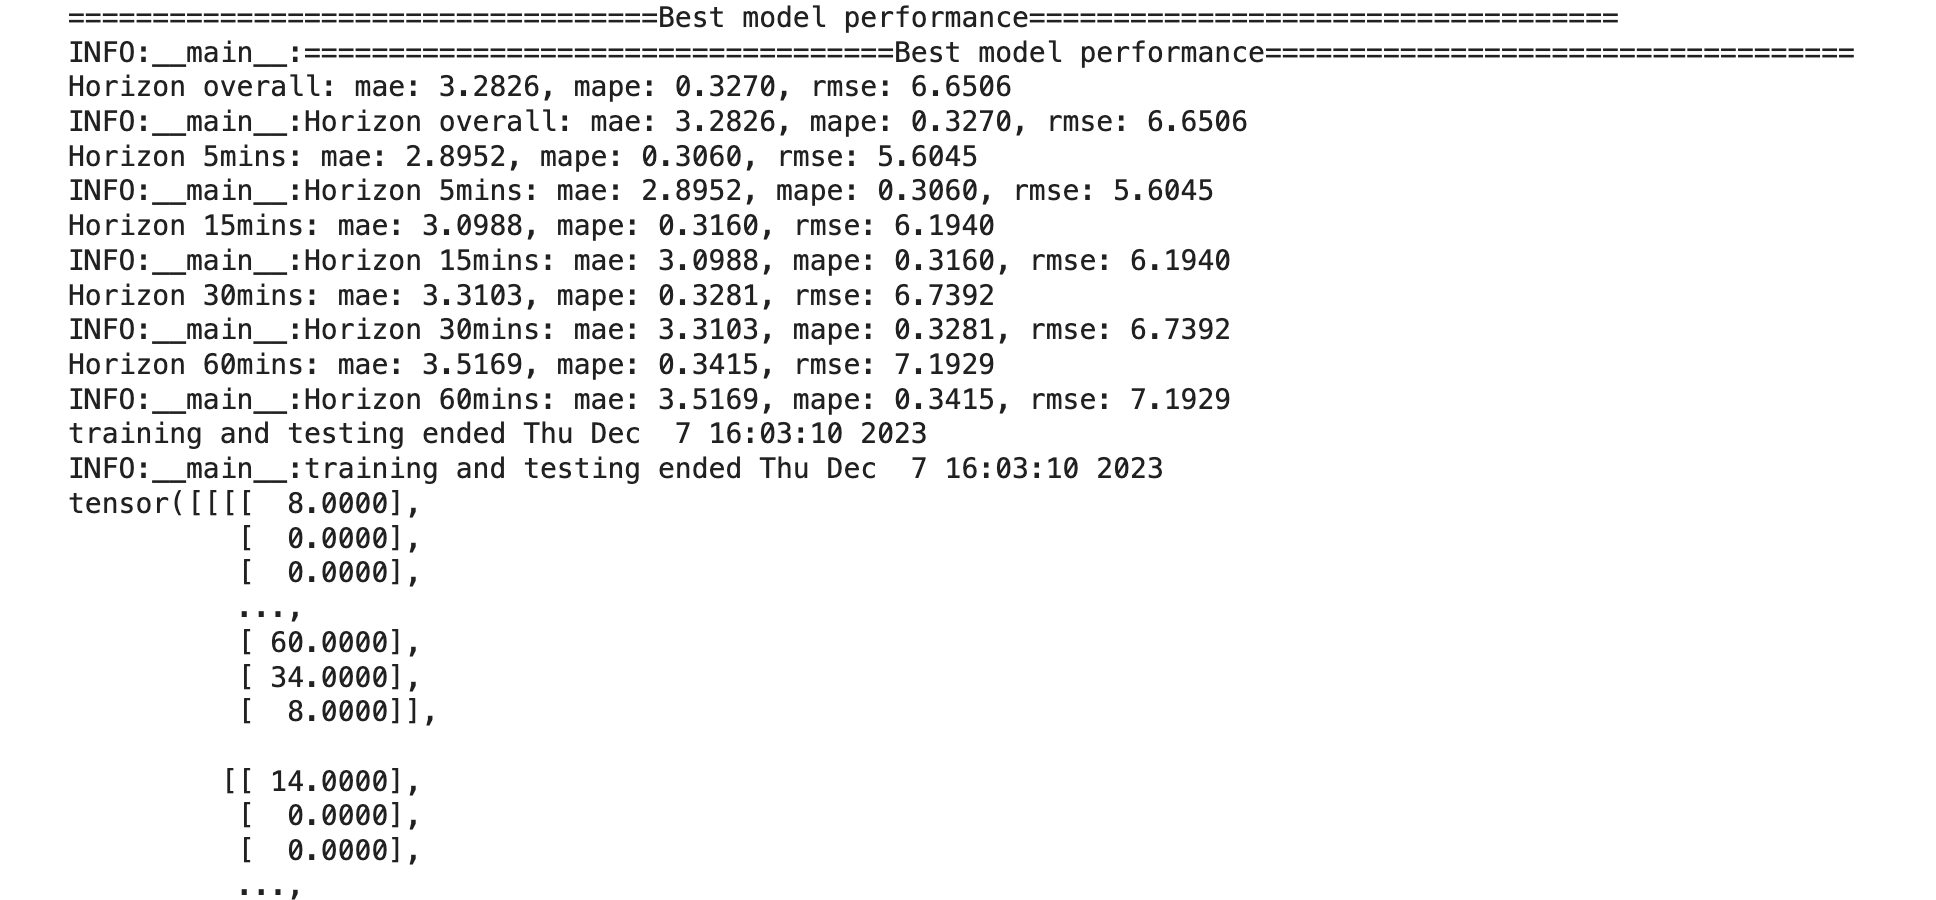 ===================================Best model performance===================================
INFO:__main__:===================================Best model performance===================================
Horizon overall: mae: 3.2826, mape: 0.3270, rmse: 6.6506
INFO:__main__:Horizon overall: mae: 3.2826, mape: 0.3270, rmse: 6.6506
Horizon 5mins: mae: 2.8952, mape: 0.3060, rmse: 5.6045
INFO:__main__:Horizon 5mins: mae: 2.8952, mape: 0.3060, rmse: 5.6045
Horizon 15mins: mae: 3.0988, mape: 0.3160, rmse: 6.1940
INFO:__main__:Horizon 15mins: mae: 3.0988, mape: 0.3160, rmse: 6.1940
Horizon 30mins: mae: 3.3103, mape: 0.3281, rmse: 6.7392
INFO:__main__:Horizon 30mins: mae: 3.3103, mape: 0.3281, rmse: 6.7392
Horizon 60mins: mae: 3.5169, mape: 0.3415, rmse: 7.1929
INFO:__main__:Horizon 60mins: mae: 3.5169, mape: 0.3415, rmse: 7.1929
training and testing ended Thu Dec  7 16:03:10 2023
INFO:__main__:training and testing ended Thu Dec  7 16:03:10 2023
tensor([[[[  8.0000],
          [  0.0000],
          [  0.0000],
          ...,
          [ 60.0000],
          [ 34.0000],
          [  8.0000]],

         [[ 14.0000],
          [  0.0000],
          [  0.0000],
          ...,